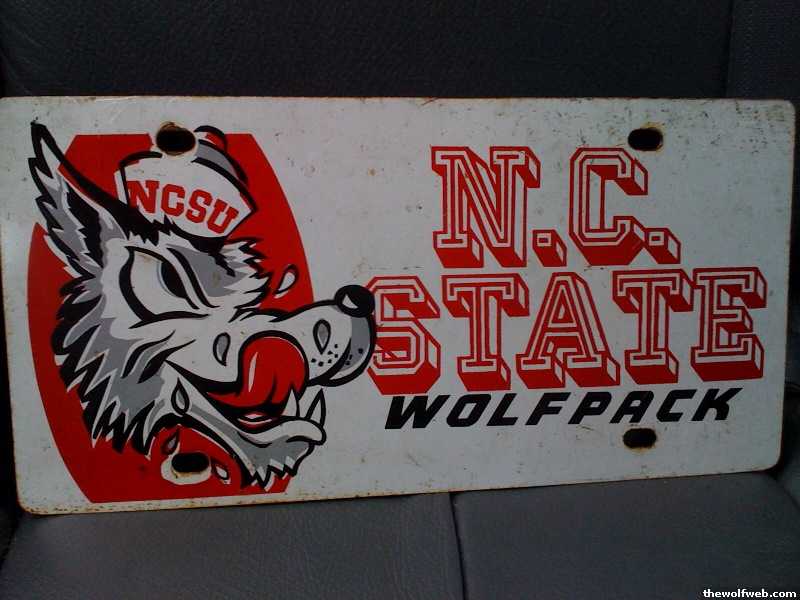 NCSU
N.C.
STATE
WOLFPACK
thewolfweb.com